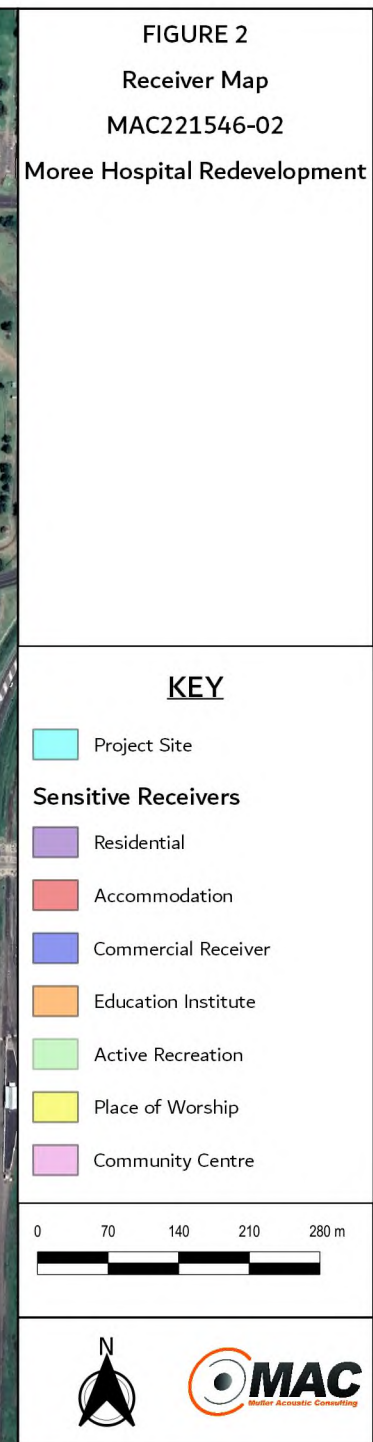 FIGURE 2
Receiver Map
MAC221546-02
Moree Hospital Redevelopment
KEY
Project Site
Sensitive Receivers
Residential
Accommodation
Commercial Receiver
Education Institute
Active Recreation
Place of Worship
Community Centre
0 70 140 210 280 m
N
MAC
Muller Acoustic Consulting